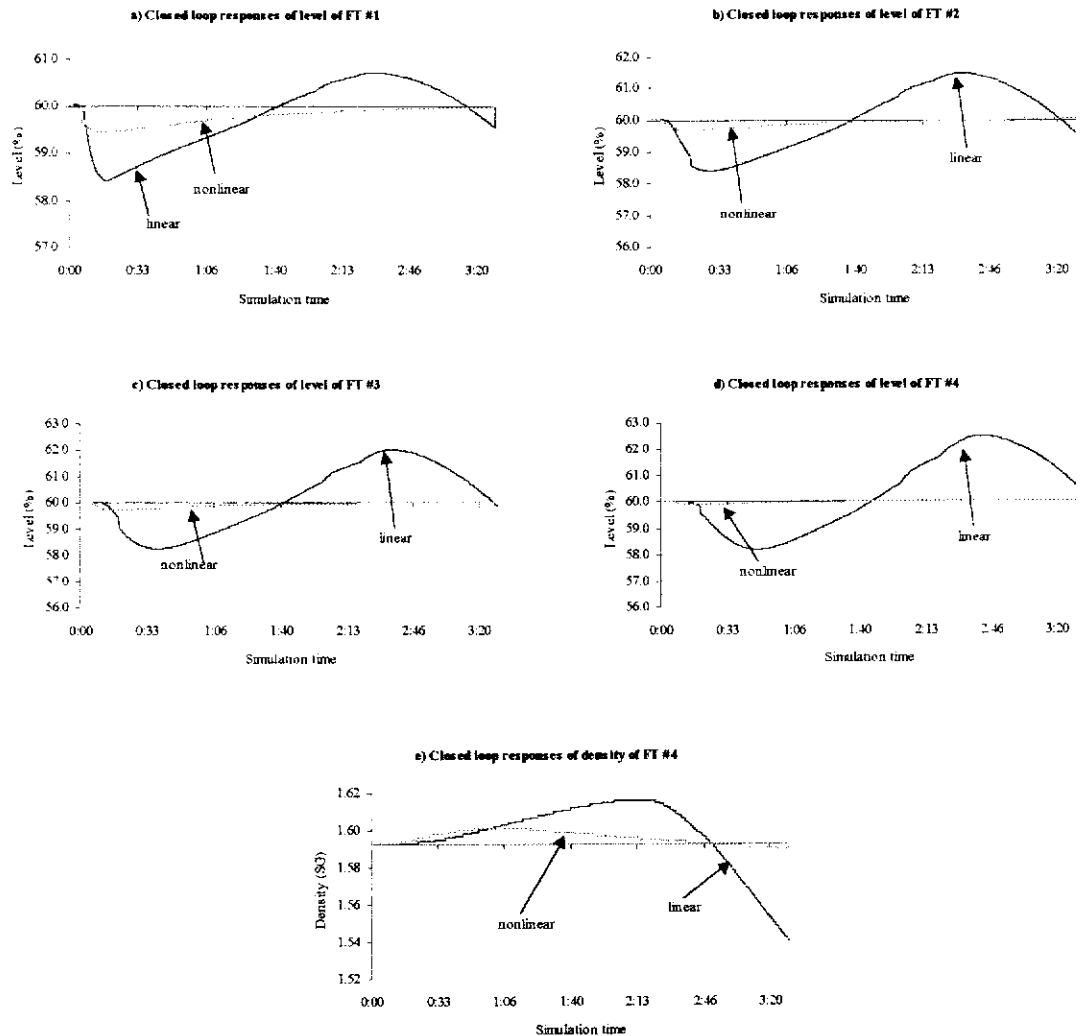 a) Closed loop responses of level of FT #1
61.0
60.0
59.0
58.0
57.0
Level (%)
nonlinear
linear
0:00 0:33 1:06 1:40 2:13 2:46 3:20
Simulation time
b) Closed loop responses of level of FT #2
62.0
61.0
60.0
59.0
58.0
57.0
56.0
Level (%)
linear
nonlinear
0:00 0:33 1:06 1:40 2:13 2:46 3:20
Simulation time
c) Closed loop responses of level of FT #3
63.0
62.0
61.0
60.0
59.0
58.0
57.0
56.0
Level (%)
linear
nonlinear
0:00 0:33 1:06 1:40 2:13 2:46 3:20
Simulation time
d) Closed loop responses of level of FT #4
63.0
62.0
61.0
60.0
59.0
58.0
57.0
56.0
Level (%)
linear
nonlinear
0:00 0:33 1:06 1:40 2:13 2:46 3:20
Simulation time
e) Closed loop responses of density of FT #4
1.62
1.60
1.58
1.56
1.54
1.52
Density (SG)
nonlinear
linear
0:00 0:33 1:06 1:40 2:13 2:46 3:20
Simulation time